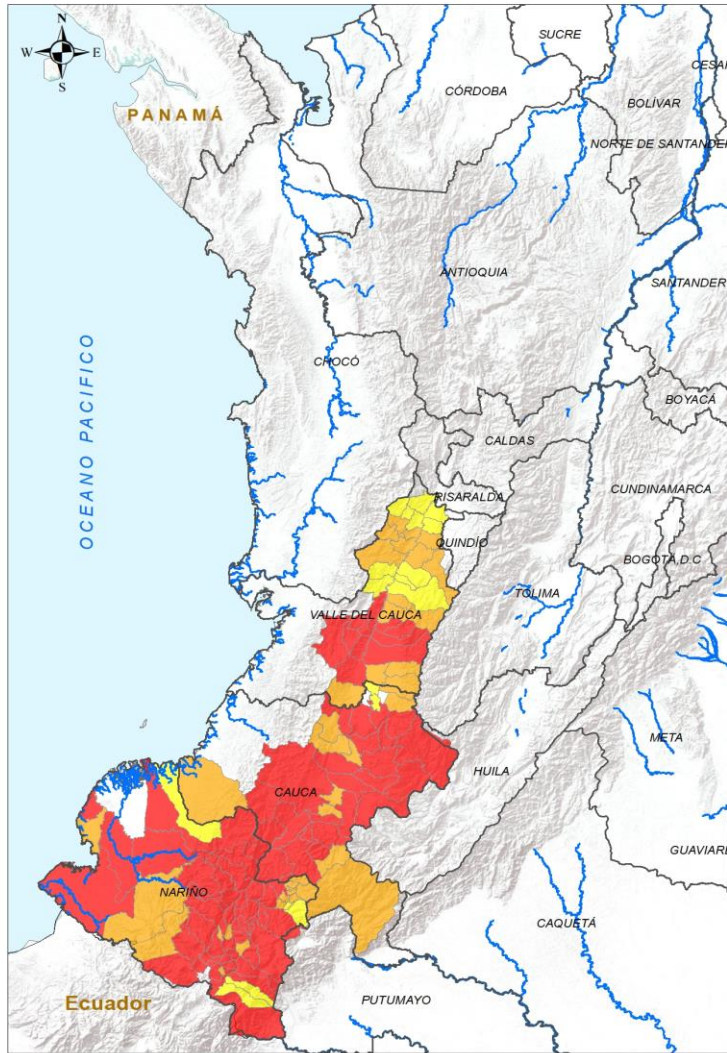 N
W E
S
SUCRE
CESAR
CÓRDOBA
BOLÍVAR
PANAMÁ
NORTE DE SANTANDER
ANTIOQUIA
SANTANDER
OCEANO PACIFICO
CHOCÓ
BOYACÁ
CALDAS
CUNDINAMARCA
RISARALDA
QUINDÍO
BOGOTÁ,D.C
TOLIMA
VALLE DEL CAUCA
META
HUILA
CAUCA
GUAVIARE
NARIÑO
CAQUETÁ
Ecuador
PUTUMAYO